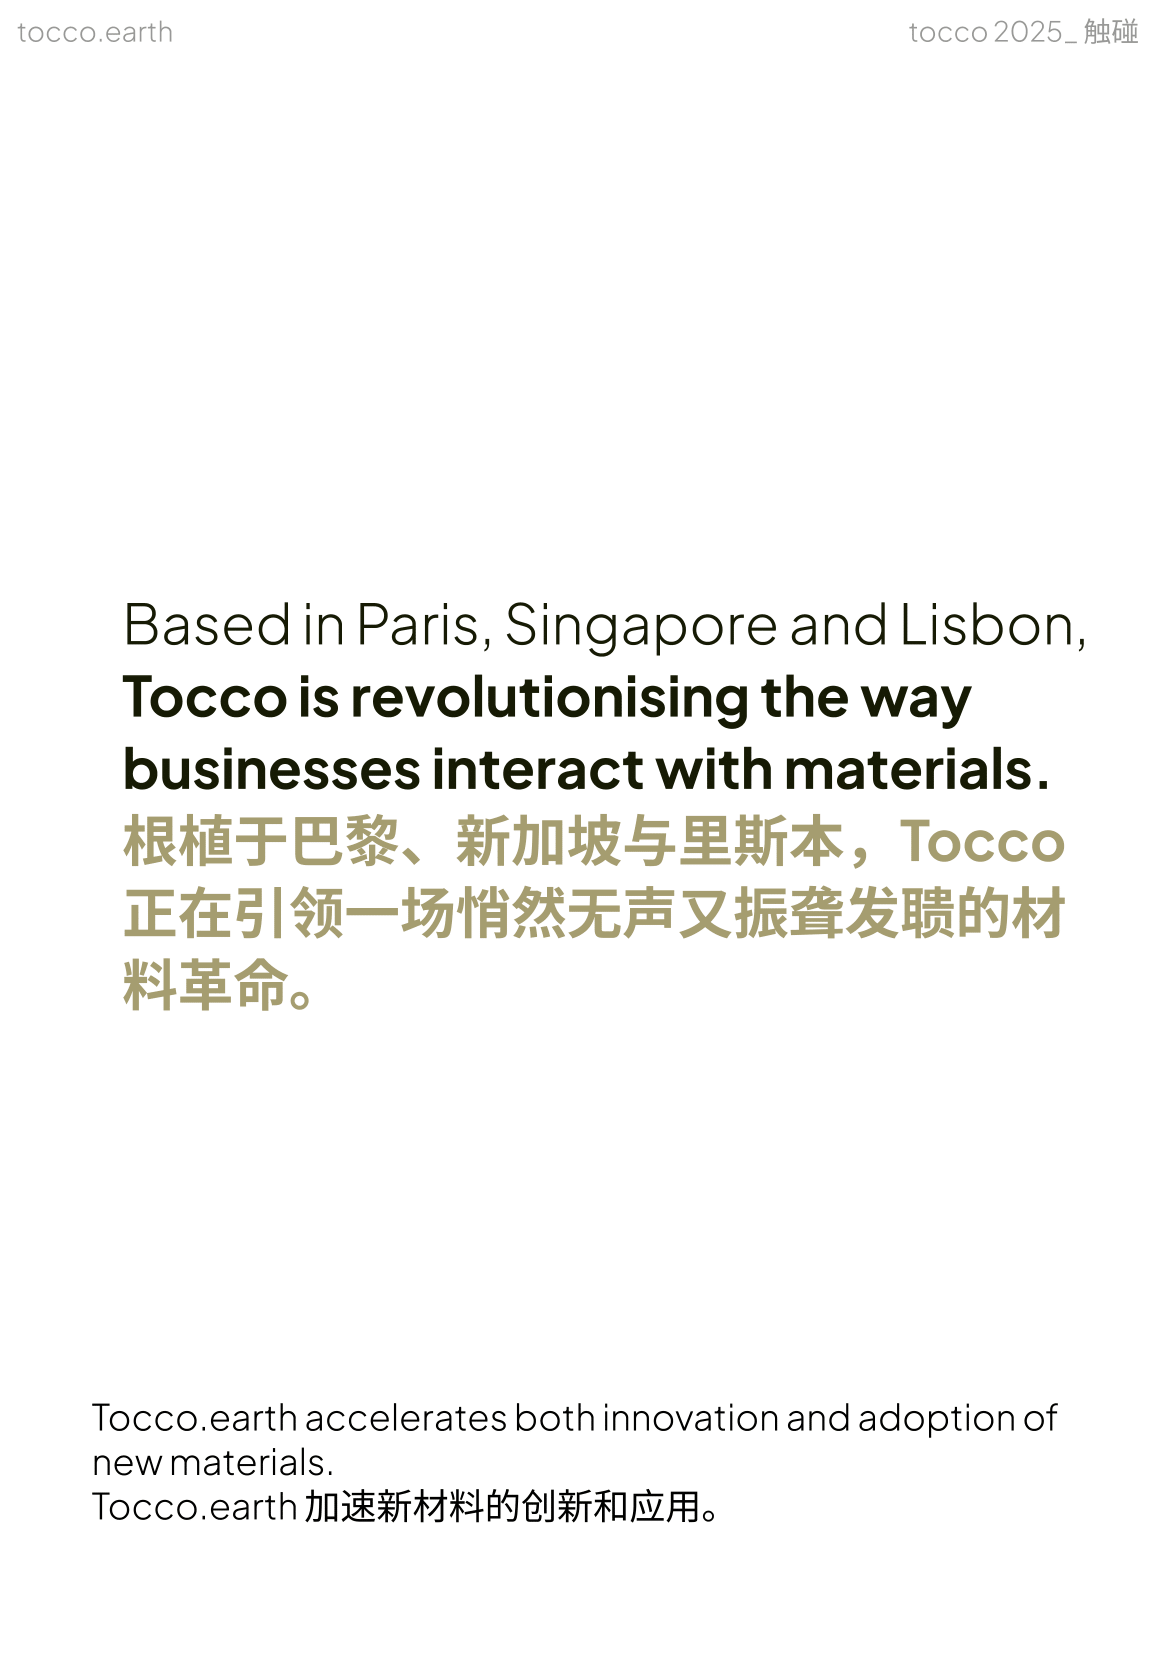 tocco.earth
tocco 2025_ 触碰
Based in Paris, Singapore and Lisbon,
Tocco is revolutionising the way
businesses interact with materials.
根植于巴黎、新加坡与里斯本，Tocco
正在引领一场悄然无声又振聋发聩的材
料革命。
Tocco.earth accelerates both innovation and adoption of
new materials.
Tocco.earth 加速新材料的创新和应用。